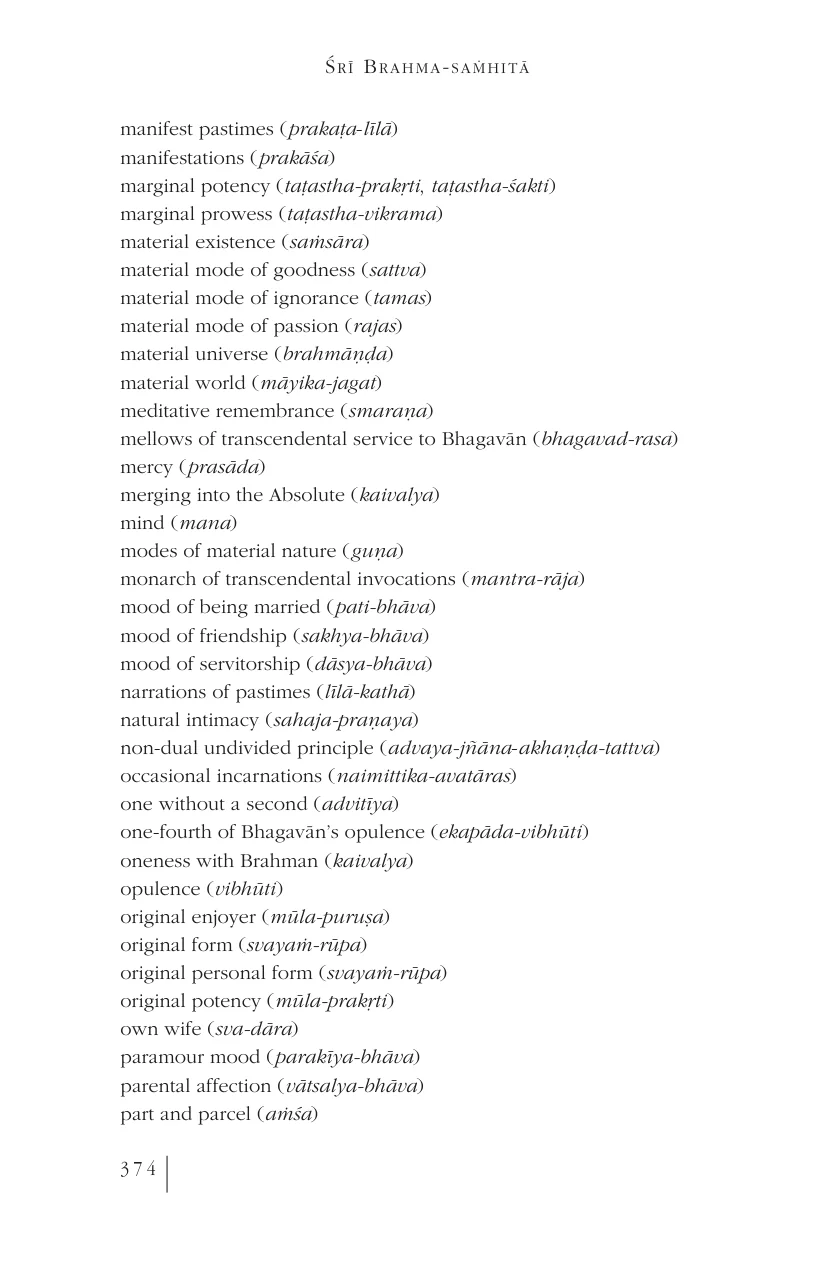 Śrī Brahma-saṁhitā
manifest pastimes (prakaṭa-līlā)
manifestations (prakāśa)
marginal potency (taṭastha-prakṛti, taṭastha-śakti)
marginal prowess (taṭastha-vikrama)
material existence (saṁsāra)
material mode of goodness (sattva)
material mode of ignorance (tamas)
material mode of passion (rajas)
material universe (brahmāṇḍa)
material world (māyika-jagat)
meditative remembrance (smaraṇa)
mellows of transcendental service to Bhagavān (bhagavad-rasa)
mercy (prasāda)
merging into the Absolute (kaivalya)
mind (mana)
modes of material nature (guṇa)
monarch of transcendental invocations (mantra-rāja)
mood of being married (pati-bhāva)
mood of friendship (sakhya-bhāva)
mood of servitorship (dāsya-bhāva)
narrations of pastimes (līlā-kathā)
natural intimacy (sahaja-praṇaya)
non-dual undivided principle (advaya-jñāna-akhaṇḍa-tattva)
occasional incarnations (naimittika-avatāras)
one without a second (advitīya)
one-fourth of Bhagavān’s opulence (ekapāda-vibhūti)
oneness with Brahman (kaivalya)
opulence (vibhūti)
original enjoyer (mūla-puruṣa)
original form (svayaṁ-rūpa)
original personal form (svayaṁ-rūpa)
original potency (mūla-prakṛti)
own wife (sva-dāra)
paramour mood (parakīya-bhāva)
parental affection (vātsalya-bhāva)
part and parcel (aṁśa)
374